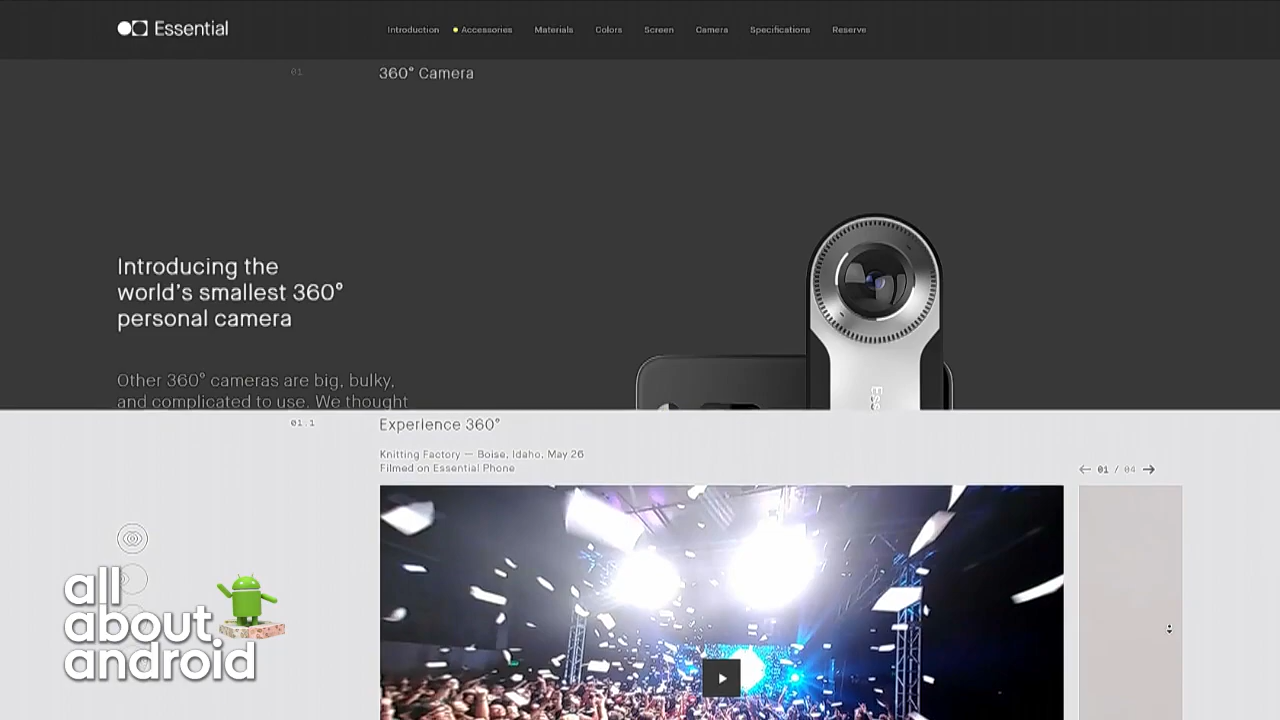 Essential
Introduction
Accessories
Materials
Colors
Screen
Camera
Specifications
Reserve
01
360° Camera
Introducing the
world's smallest 360°
personal camera
Other 360° cameras are big, bulky,
and complicated to use. We thought
Ess
01.1
Experience 360°
Knitting Factory — Boise, Idaho, May 26
Filmed on Essential Phone
← 01 / 04 →
all
about
android